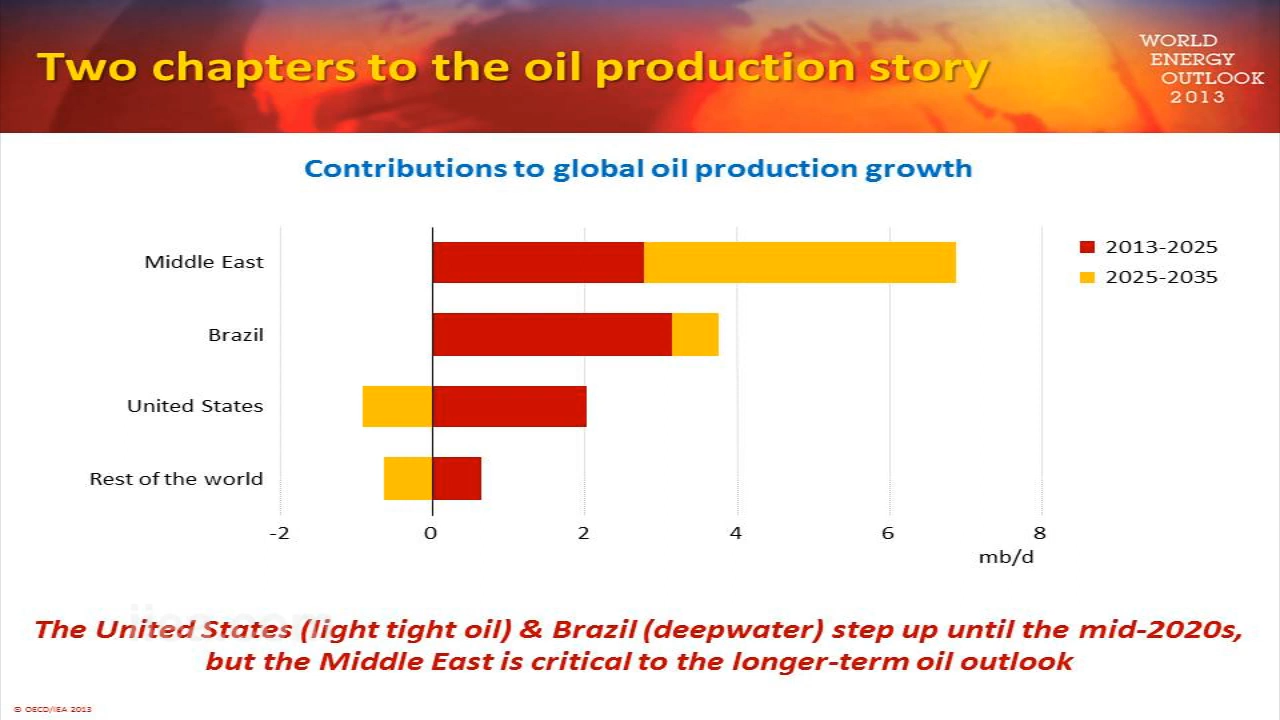 Two chapters to the oil production story
WORLD
ENERGY
OUTLOOK
2013
Contributions to global oil production growth
Middle East
Brazil
United States
Rest of the world
-2 0 2 4 6 8
mb/d
2013-2025
2025-2035
The United States (light tight oil) & Brazil (deepwater) step up until the mid-2020s,
but the Middle East is critical to the longer-term oil outlook
© OECD/IEA 2013